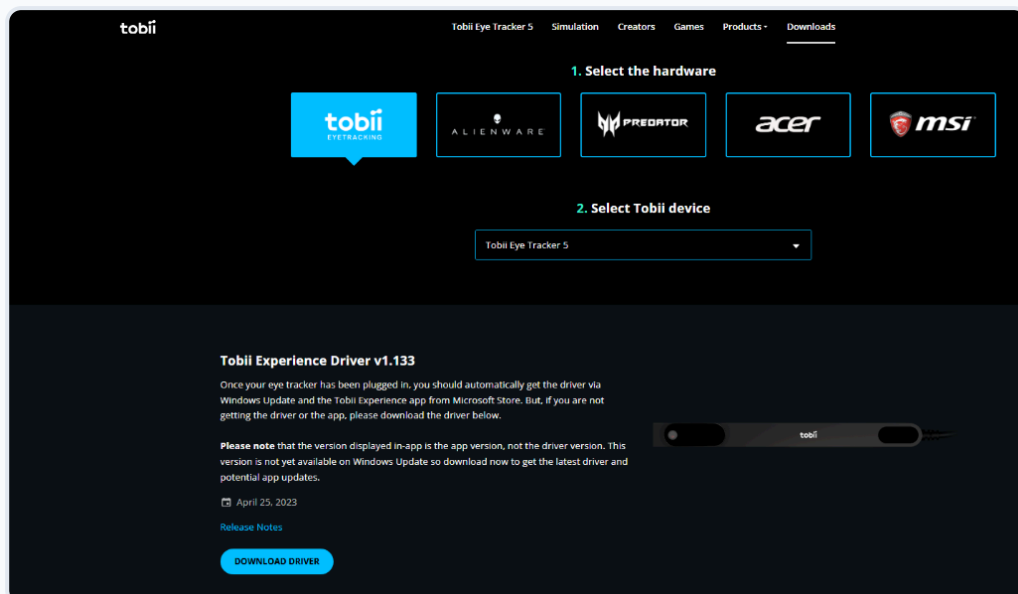 tobii
Tobii Eye Tracker 5 Simulation Creators Games Products Downloads
1. Select the hardware
tobii
EYETRACKING
ALIENWARE
PREDATOR
acer
msi
2. Select Tobii device
Tobii Eye Tracker 5
Tobii Experience Driver v1.133
Once your eye tracker has been plugged in, you should automatically get the driver via
Windows Update and the Tobii Experience app from Microsoft Store. But, if you are not
getting the driver or the app, please download the driver below.
Please note that the version displayed in-app is the app version, not the driver version. This
version is not yet available on Windows Update so download now to get the latest driver and
potential app updates.
April 25, 2023
Release Notes
DOWNLOAD DRIVER
tobii